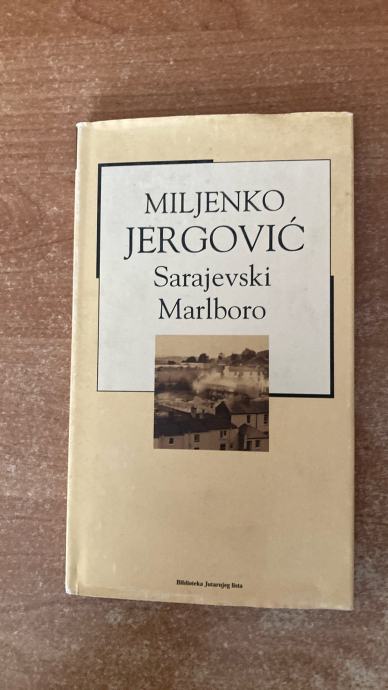 MILJENKO
JERGOVIĆ
Sarajevski
Marlboro
Biblioteka Jutarnjeg lista